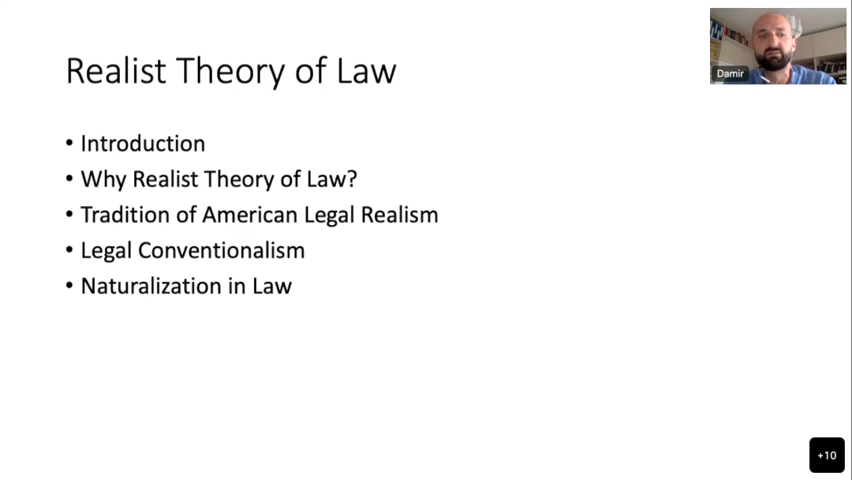 Realist Theory of Law
Damir
• Introduction
• Why Realist Theory of Law?
• Tradition of American Legal Realism
• Legal Conventionalism
• Naturalization in Law
+10